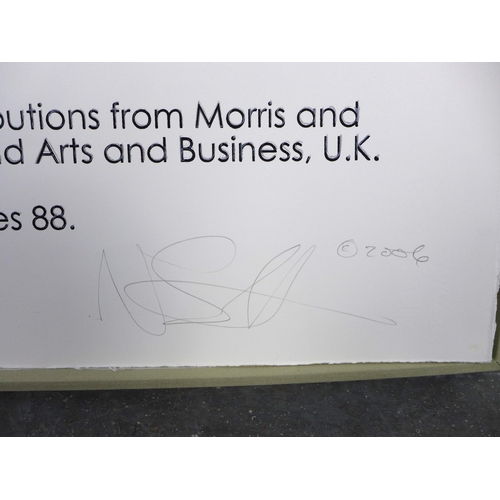 butions from Morris and
d Arts and Business, U.K.
es 88.
© 2006